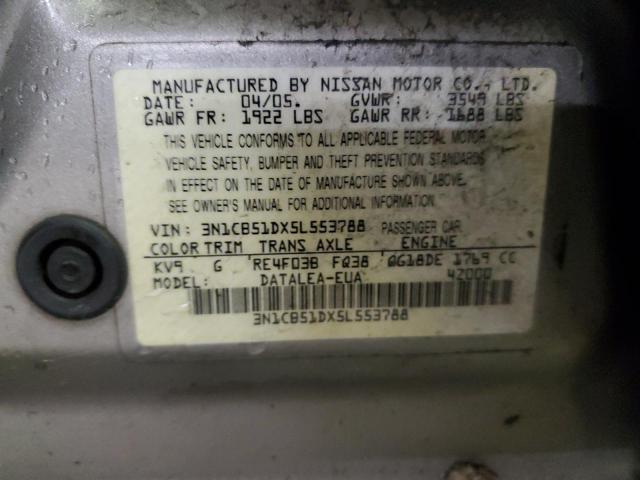 MANUFACTURED BY NISSAN MOTOR CO., LTD.
DATE: 04/05. GVWR: 3549 LBS
GAWR FR: 1922 LBS GAWR RR: 1688 LBS
THIS VEHICLE CONFORMS TO ALL APPLICABLE FEDERAL MOTOR
VEHICLE SAFETY, BUMPER AND THEFT PREVENTION STANDARDS
IN EFFECT ON THE DATE OF MANUFACTURE SHOWN ABOVE.
SEE OWNER'S MANUAL FOR ADDITIONAL INFORMATION.
VIN: 3N1CB51DX5L553788 PASSENGER CAR
COLOR TRIM TRANS AXLE ENGINE
KV9 G RE4F03B FQ38 QG18DE 1769 CC
MODEL: DATALEA-EUA 42000
3N1CB51DX5L553788